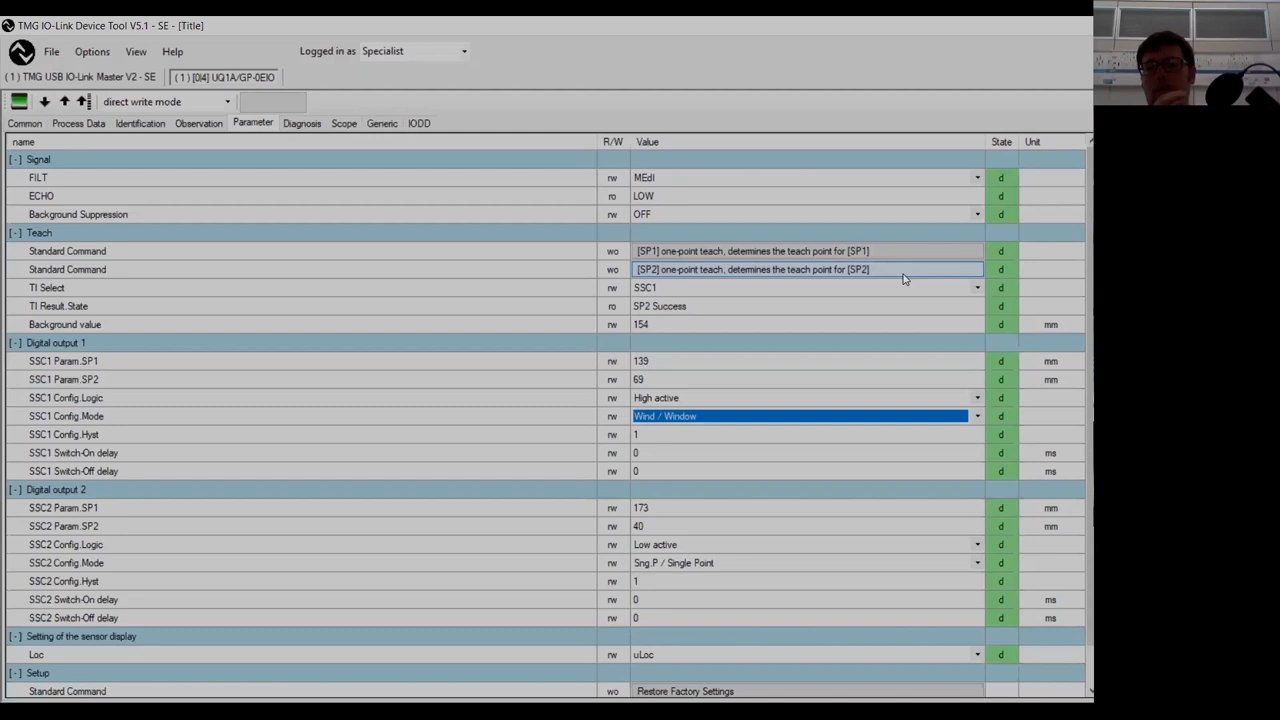 TMG IO-Link Device Tool V5.1 - SE - [Title]
File Options View Help Logged in as Specialist
( 1 ) TMG USB IO-Link Master V2 - SE ( 1 ) [0|4] UQ1A/GP-0EIO
direct write mode
Common Process Data Identification Observation Parameter Diagnosis Scope Generic IODD
name R/W Value State Unit
[-] Signal
FILT rw MEdI d
ECHO ro LOW d
Background Suppression rw OFF d
[-] Teach
Standard Command wo [SP1] one-point teach, determines the teach point for [SP1] d
Standard Command wo [SP2] one-point teach, determines the teach point for [SP2] d
TI Select rw SSC1 d
TI Result.State ro SP2 Success d
Background value rw 154 d mm
[-] Digital output 1
SSC1 Param.SP1 rw 139 d mm
SSC1 Param.SP2 rw 69 d mm
SSC1 Config.Logic rw High active d
SSC1 Config.Mode rw Wind / Window d
SSC1 Config.Hyst rw 1 d
SSC1 Switch-On delay rw 0 d ms
SSC1 Switch-Off delay rw 0 d ms
[-] Digital output 2
SSC2 Param.SP1 rw 173 d mm
SSC2 Param.SP2 rw 40 d mm
SSC2 Config.Logic rw Low active d
SSC2 Config.Mode rw Sng.P / Single Point d
SSC2 Config.Hyst rw 1 d
SSC2 Switch-On delay rw 0 d ms
SSC2 Switch-Off delay rw 0 d ms
[-] Setting of the sensor display
Loc rw uLoc d
[-] Setup
Standard Command wo Restore Factory Settings